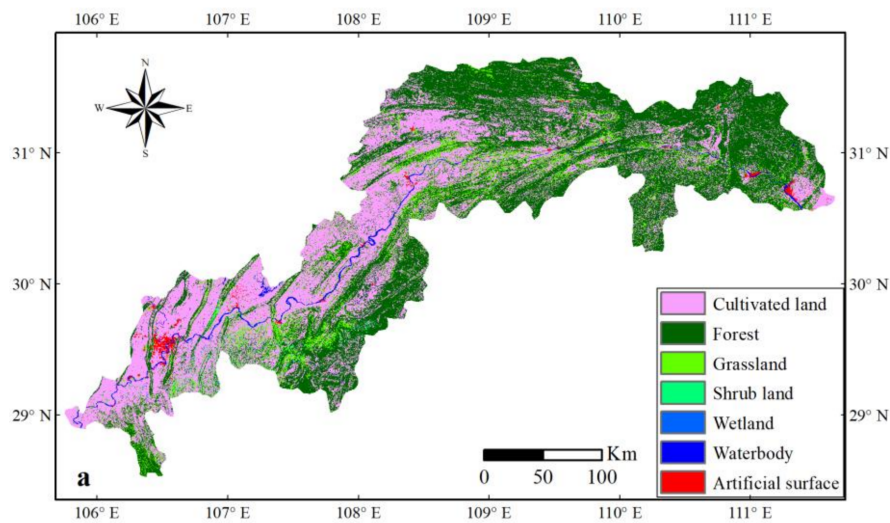 106° E 107° E 108° E 109° E 110° E 111° E
N
W E
S
31° N 31° N
30° N 30° N
29° N 29° N
Cultivated land
Forest
Grassland
Shrub land
Wetland
Waterbody
Artificial surface
Km
0 50 100
a
106° E 107° E 108° E 109° E 110° E 111° E